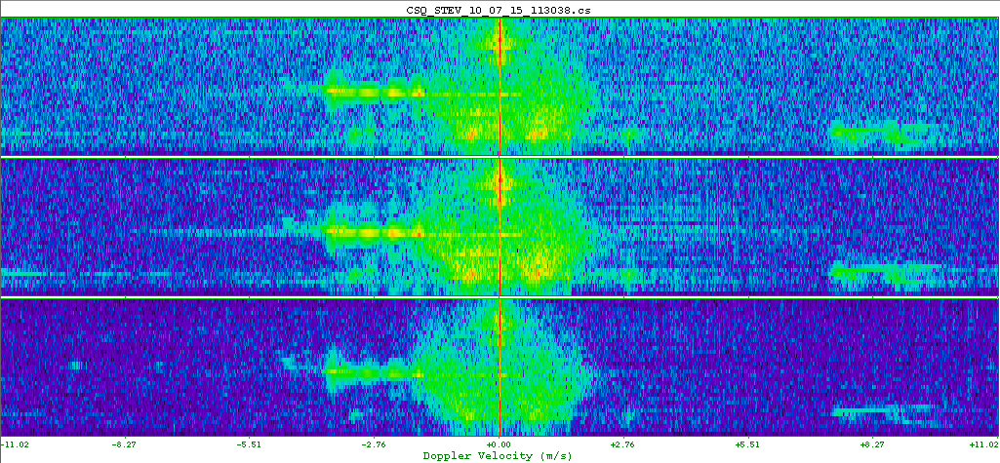 CSQ_STEV_10_07_15_113038.cs
-11.02 -8.27 -5.51 -2.76 +0.00 +2.76 +5.51 +8.27 +11.02
Doppler Velocity (m/s)